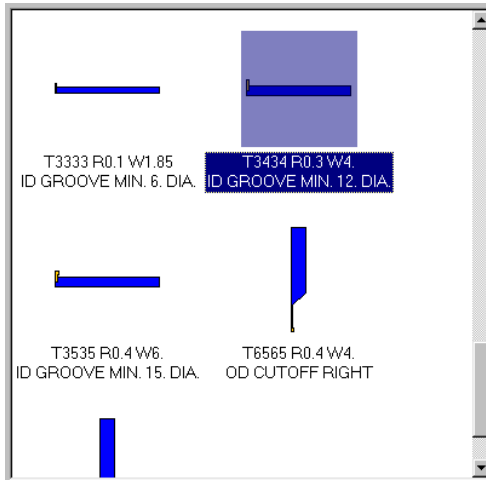 T3333 R0.1 W1.85
ID GROOVE MIN. 6. DIA.
T3434 R0.3 W4.
ID GROOVE MIN. 12. DIA.
T3535 R0.4 W6.
ID GROOVE MIN. 15. DIA.
T6565 R0.4 W4.
OD CUTOFF RIGHT